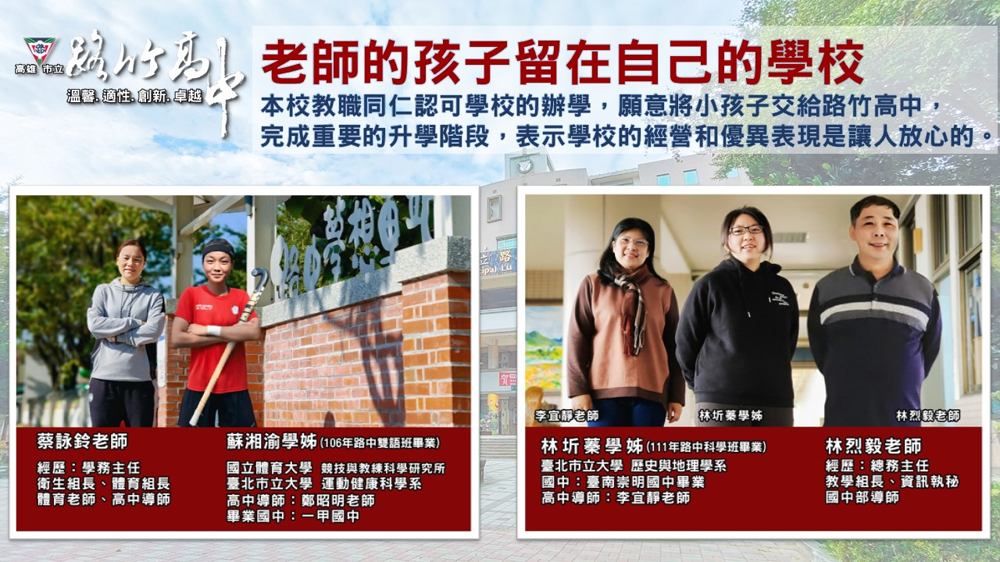 高雄 市立
路竹高中
溫馨.適性.創新.卓越
老師的孩子留在自己的學校
本校教職同仁認可學校的辦學，願意將小孩子交給路竹高中，
完成重要的升學階段，表示學校的經營和優異表現是讓人放心的。
路中夢想車站
立 路
ipal Lu
賀
李宜靜老師
林圻蓁學姊
林烈毅老師
蔡詠鈴老師
經歷：學務主任
衛生組長、體育組長
體育老師、高中導師
蘇湘渝學姊(106年路中雙語班畢業)
國立體育大學 競技與教練科學研究所
臺北市立大學 運動健康科學系
高中導師：鄭昭明老師
畢業國中：一甲國中
林圻蓁學姊(111年路中科學班畢業)
臺北市立大學 歷史與地理學系
國中：臺南崇明國中畢業
高中導師：李宜靜老師
林烈毅老師
經歷：總務主任
教學組長、資訊執秘
國中部導師